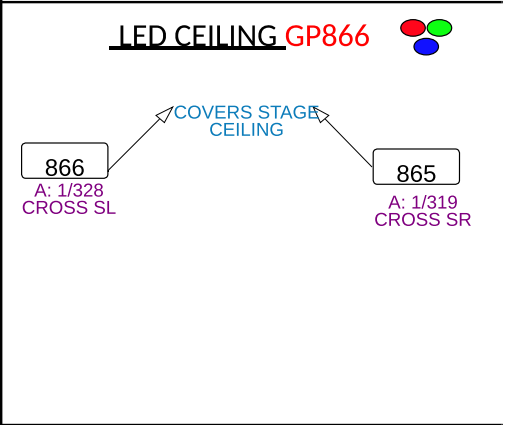 LED CEILING GP866
COVERS STAGE
CEILING
866
A: 1/328
CROSS SL
865
A: 1/319
CROSS SR